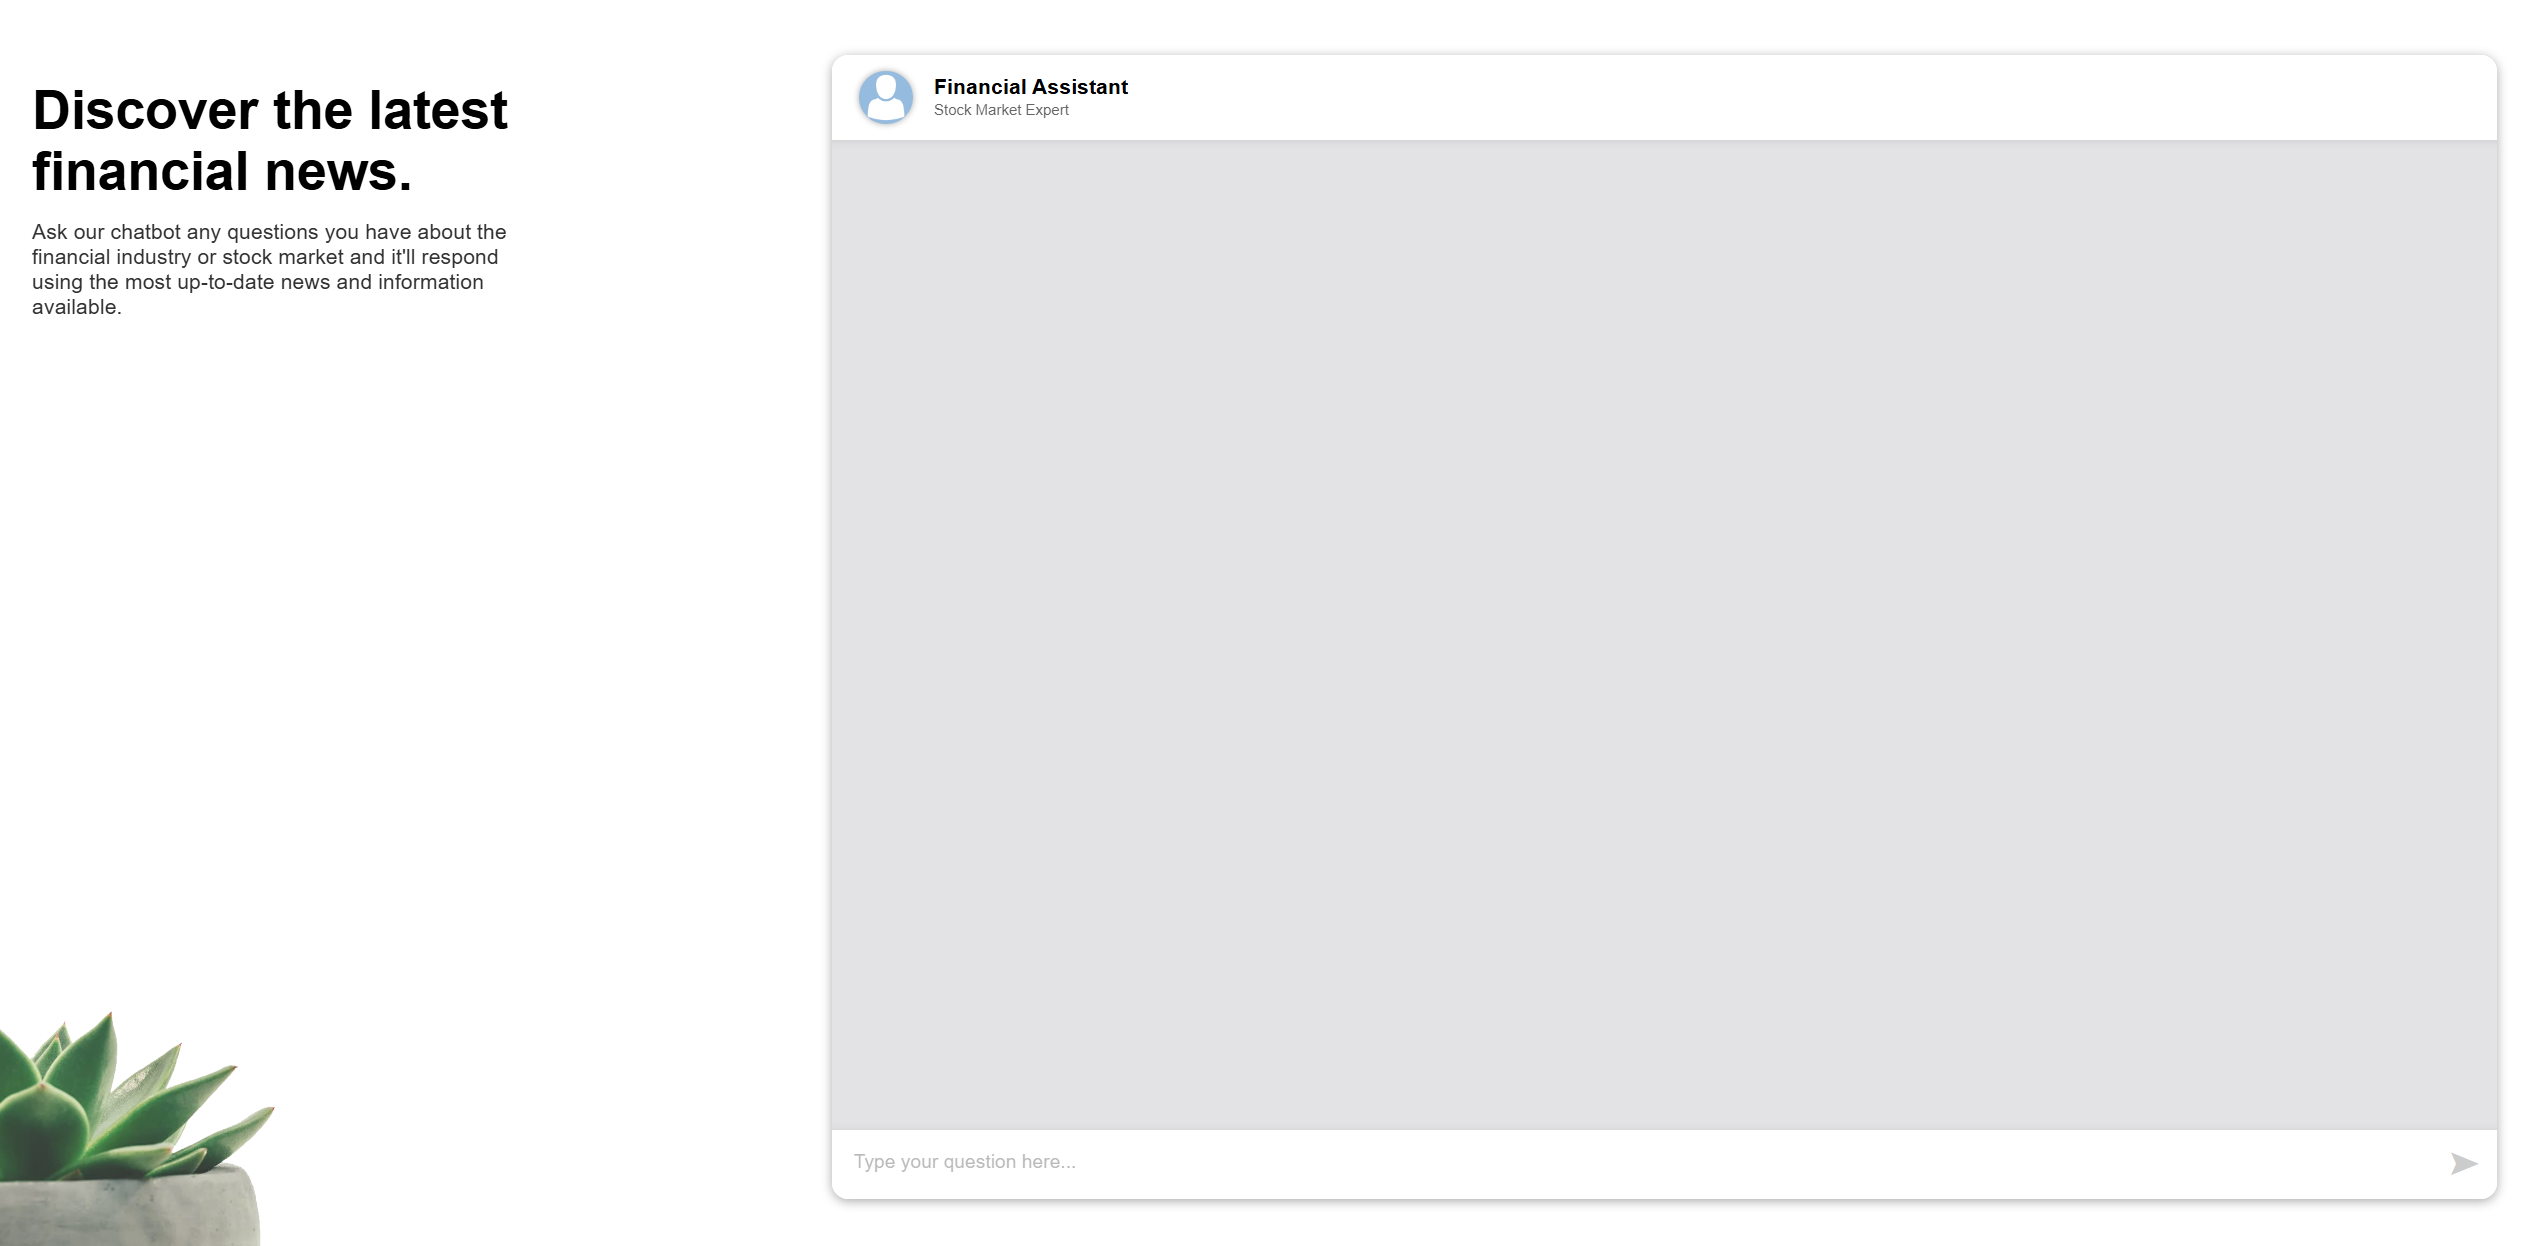 Discover the latest
financial news.
Ask our chatbot any questions you have about the
financial industry or stock market and it'll respond
using the most up-to-date news and information
available.
Financial Assistant
Stock Market Expert
Type your question here...